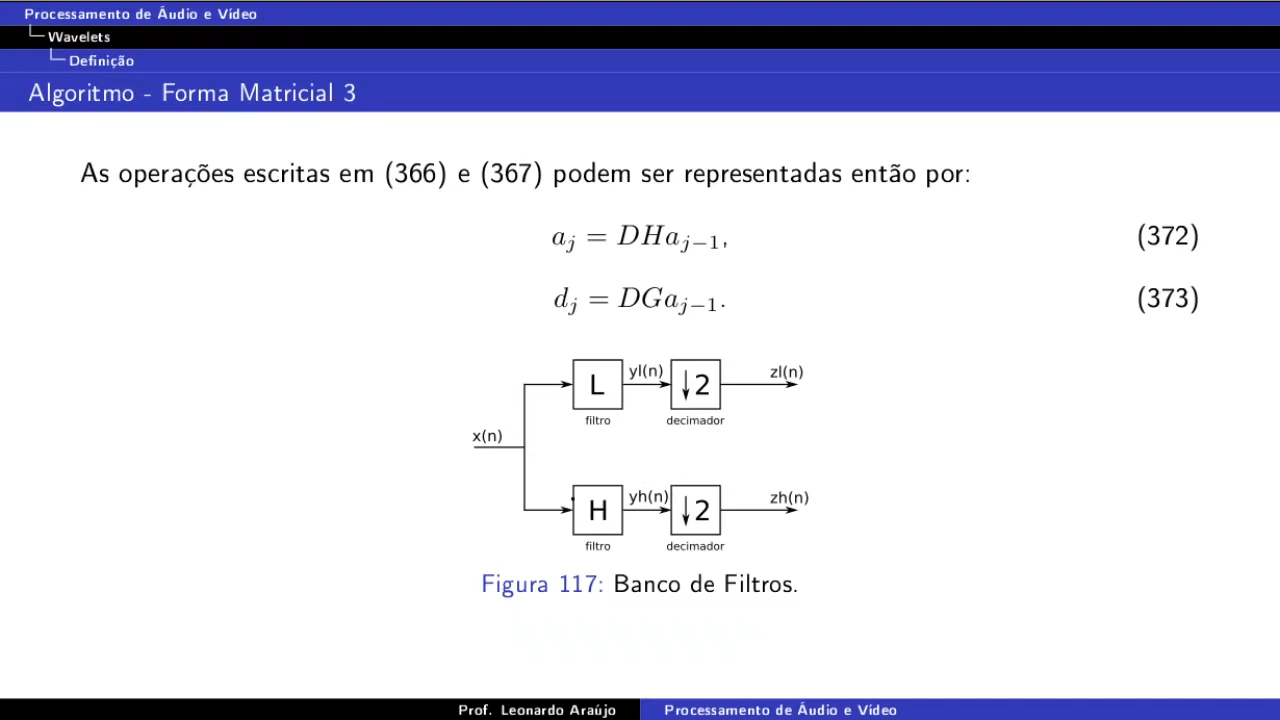 Processamento de Áudio e Vídeo
Wavelets
Definição
Algoritmo - Forma Matricial 3
As operações escritas em (366) e (367) podem ser representadas então por:
a_j = DHa_{j−1}, (372)
d_j = DGa_{j−1}. (373)
L yl(n) ↓2 zl(n)
filtro decimador
x(n)
H yh(n) ↓2 zh(n)
filtro decimador
Figura 117: Banco de Filtros.
Prof. Leonardo Araújo Processamento de Áudio e Vídeo